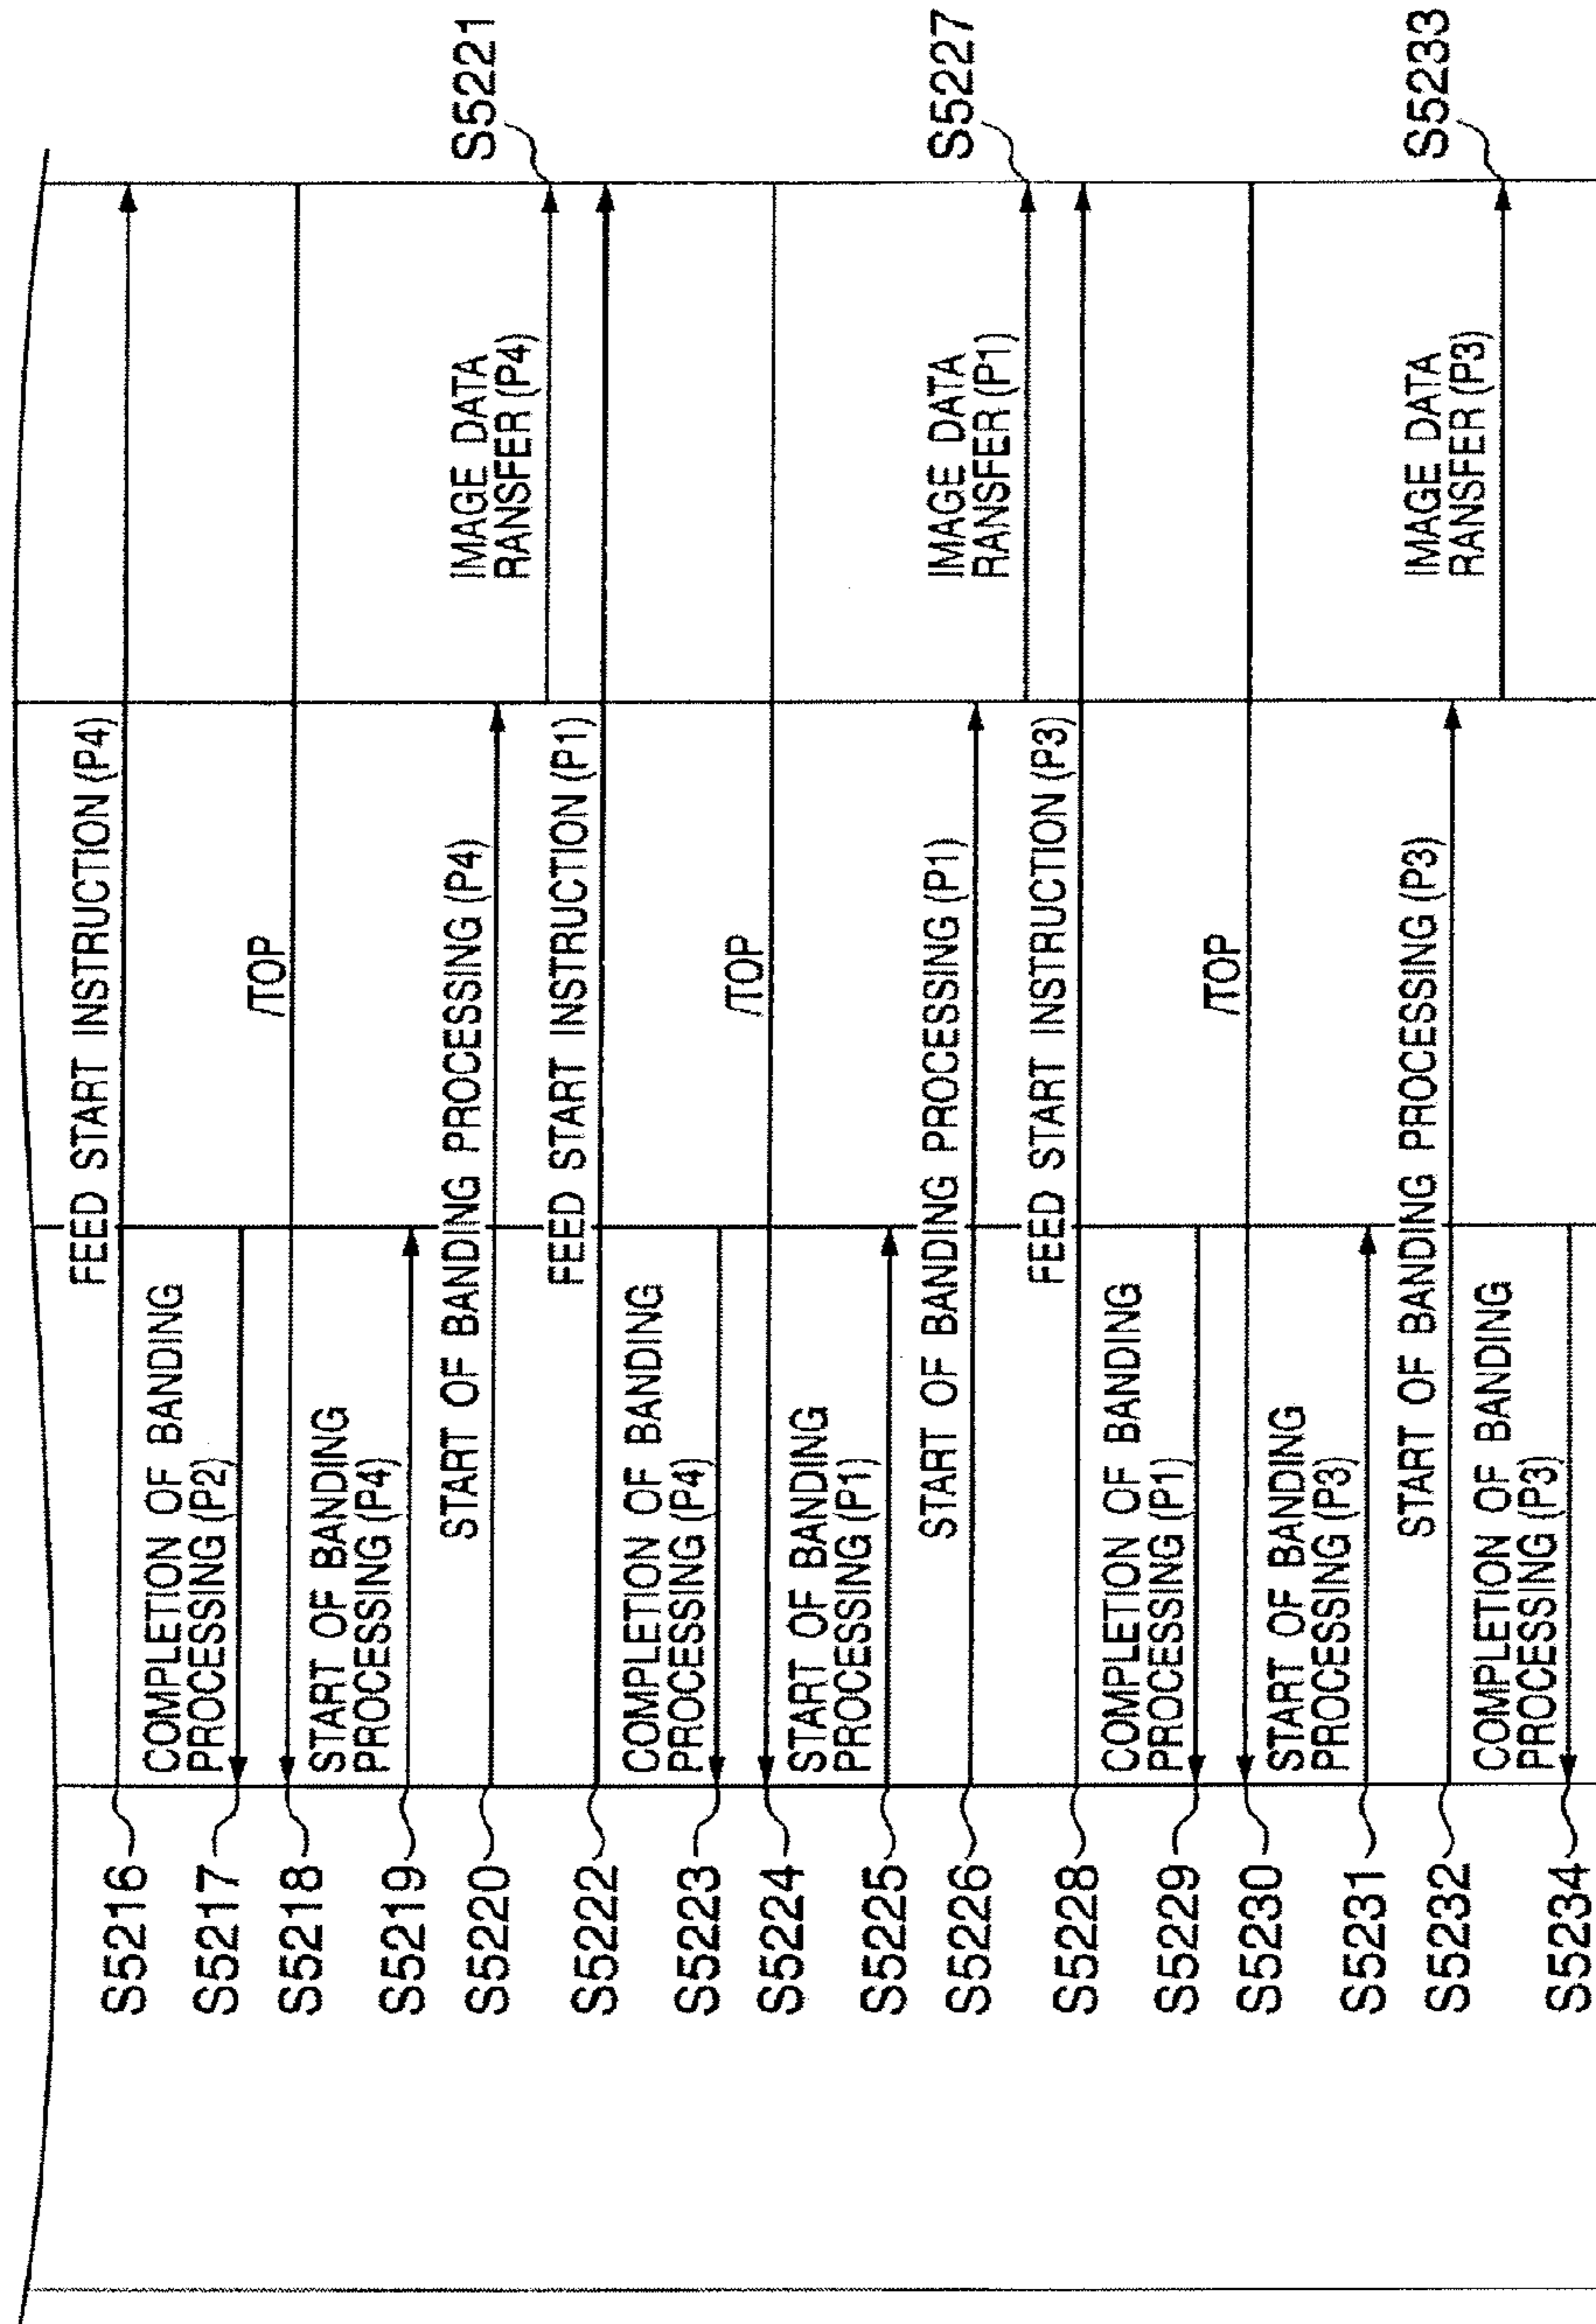 S5216
FEED START INSTRUCTION (P4)
S5217
COMPLETION OF BANDING
PROCESSING (P2)
S5218
/TOP
S5219
START OF BANDING
PROCESSING (P4)
S5220
START OF BANDING PROCESSING (P4)
IMAGE DATA
RANSFER (P4)
S5221
S5222
FEED START INSTRUCTION (P1)
S5223
COMPLETION OF BANDING
PROCESSING (P4)
S5224
/TOP
S5225
START OF BANDING
PROCESSING (P1)
S5226
START OF BANDING PROCESSING (P1)
IMAGE DATA
RANSFER (P1)
S5227
S5228
FEED START INSTRUCTION (P3)
S5229
COMPLETION OF BANDING
PROCESSING (P1)
S5230
/TOP
S5231
START OF BANDING
PROCESSING (P3)
S5232
START OF BANDING PROCESSING (P3)
IMAGE DATA
RANSFER (P3)
S5233
S5234
COMPLETION OF BANDING
PROCESSING (P3)